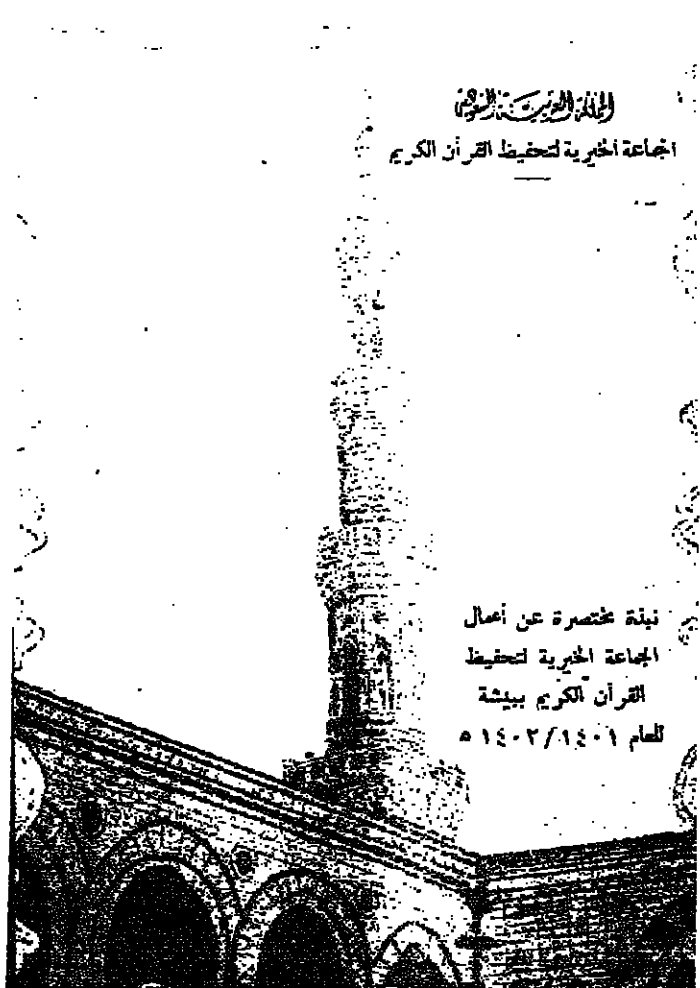 المملكة العربية السعودية
الجماعة الخيرية لتحفيظ القرآن الكريم
نبذة مختصرة عن أعمال
الجماعة الخيرية لتحفيظ
القرآن الكريم ببيشة
للعام ١٤٠٢/١٤٠١ ه